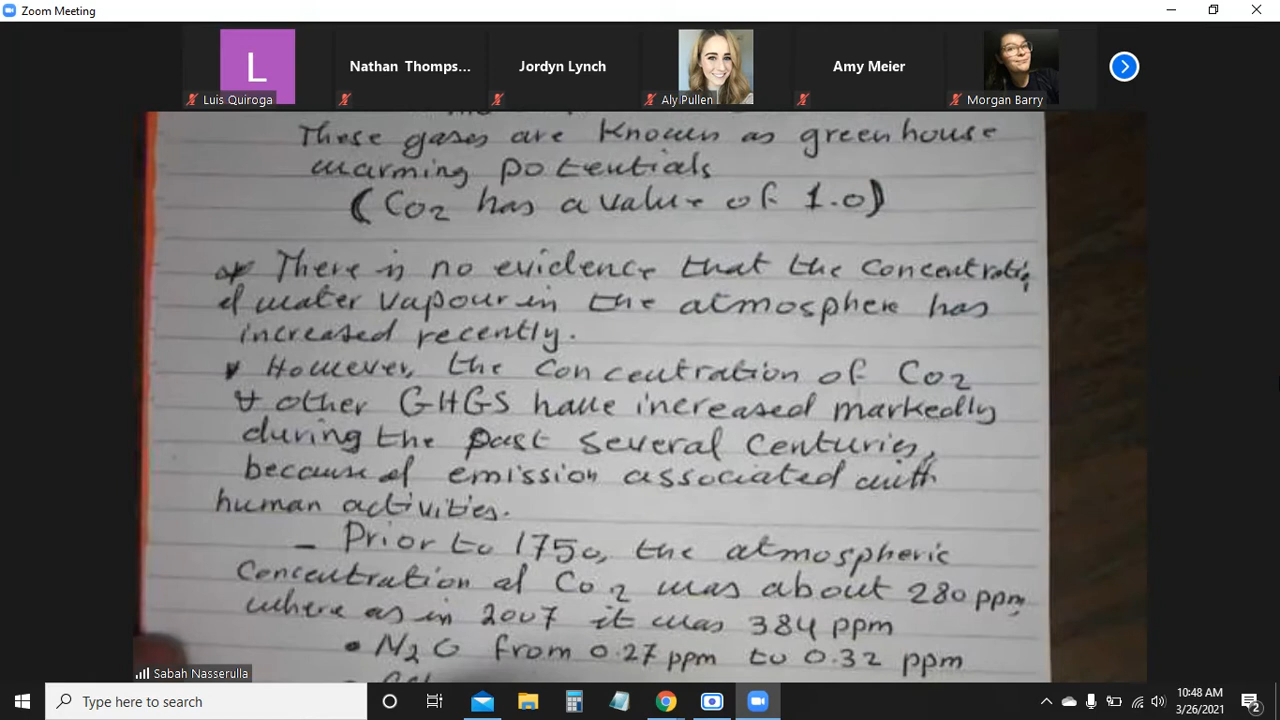 Zoom Meeting
L
Luis Quiroga
Nathan Thomps...
Jordyn Lynch
Aly Pullen
Amy Meier
Morgan Barry
These gases are known as greenhouse
warming potentials
(CO2 has a value of 1.0)
There is no evidence that the concentration
of water vapour in the atmosphere has
increased recently.
However, the concentration of CO2
& other GHGS have increased markedly
during the past several centuries,
because of emission associated with
human activities.
- Prior to 1750, the atmospheric
concentration of CO2 was about 280 ppm,
where as in 2007 it was 384 ppm
• N2O from 0.27 ppm to 0.32 ppm
Sabah Nasserulla
Type here to search
10:48 AM
3/26/2021
2